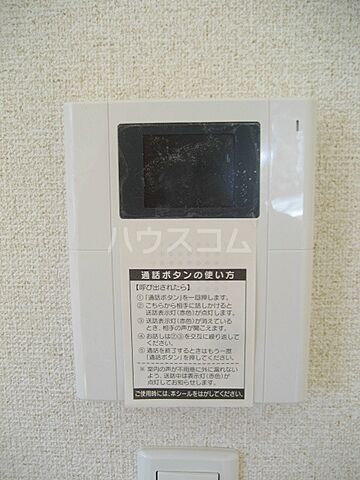 ハウスコム
通話ボタンの使い方
【呼び出されたら】
①「通話ボタン」を一回押します。
②こちらから相手に話しかけると
送話表示灯(赤色)が点灯します。
③送話表示灯(赤色)が消えている
とき、相手の声が聞こえます。
④お話しは②③を交互に繰り返して
ください。
⑤通話を終了するときはもう一度
「通話ボタン」を押してください。
※室内の声が不用意に外に漏れない
よう、送話中は表示灯(赤色)が
点灯してお知らせします。
ご使用時には、本シールをはがしてください。